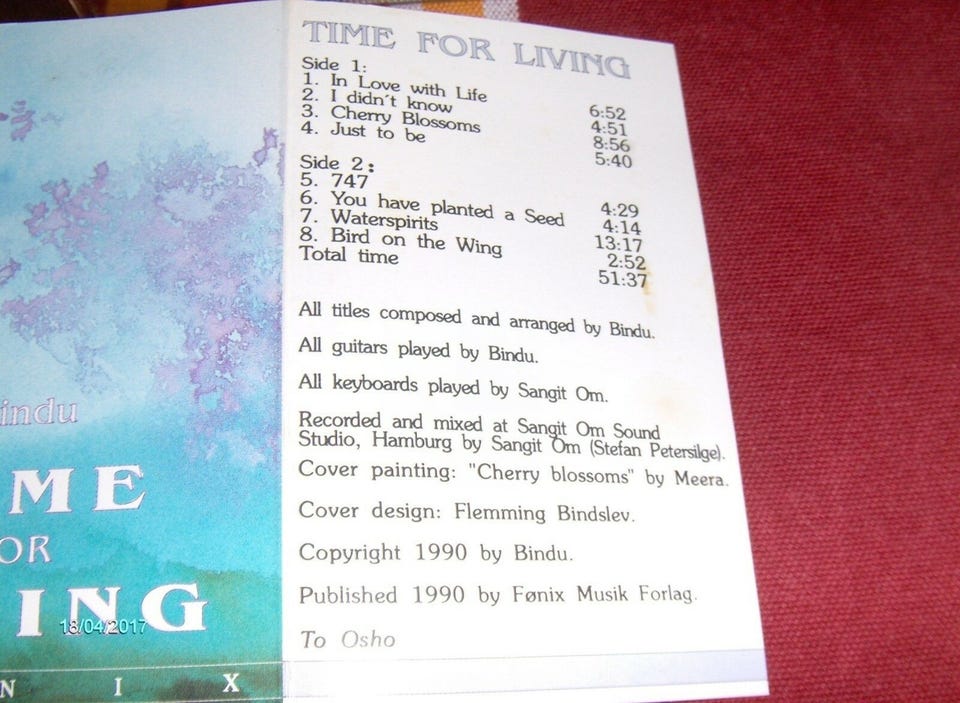 TIME FOR LIVING
Side 1:
1. In Love with Life 6:52
2. I didn´t know 4:51
3. Cherry Blossoms 8:56
4. Just to be 5:40
Side 2:
5. 747 4:29
6. You have planted a Seed 4:14
7. Waterspirits 13:17
8. Bird on the Wing 2:52
Total time 51:37
All titles composed and arranged by Bindu.
All guitars played by Bindu.
All keyboards played by Sangit Om.
Recorded and mixed at Sangit Om Sound
Studio, Hamburg by Sangit Om (Stefan Petersilge).
Cover painting: "Cherry blossoms" by Meera.
Cover design: Flemming Bindslev.
Copyright 1990 by Bindu.
Published 1990 by Fønix Musik Forlag.
To Osho
indu
ME
OR
ING
18/04/2017
N I X